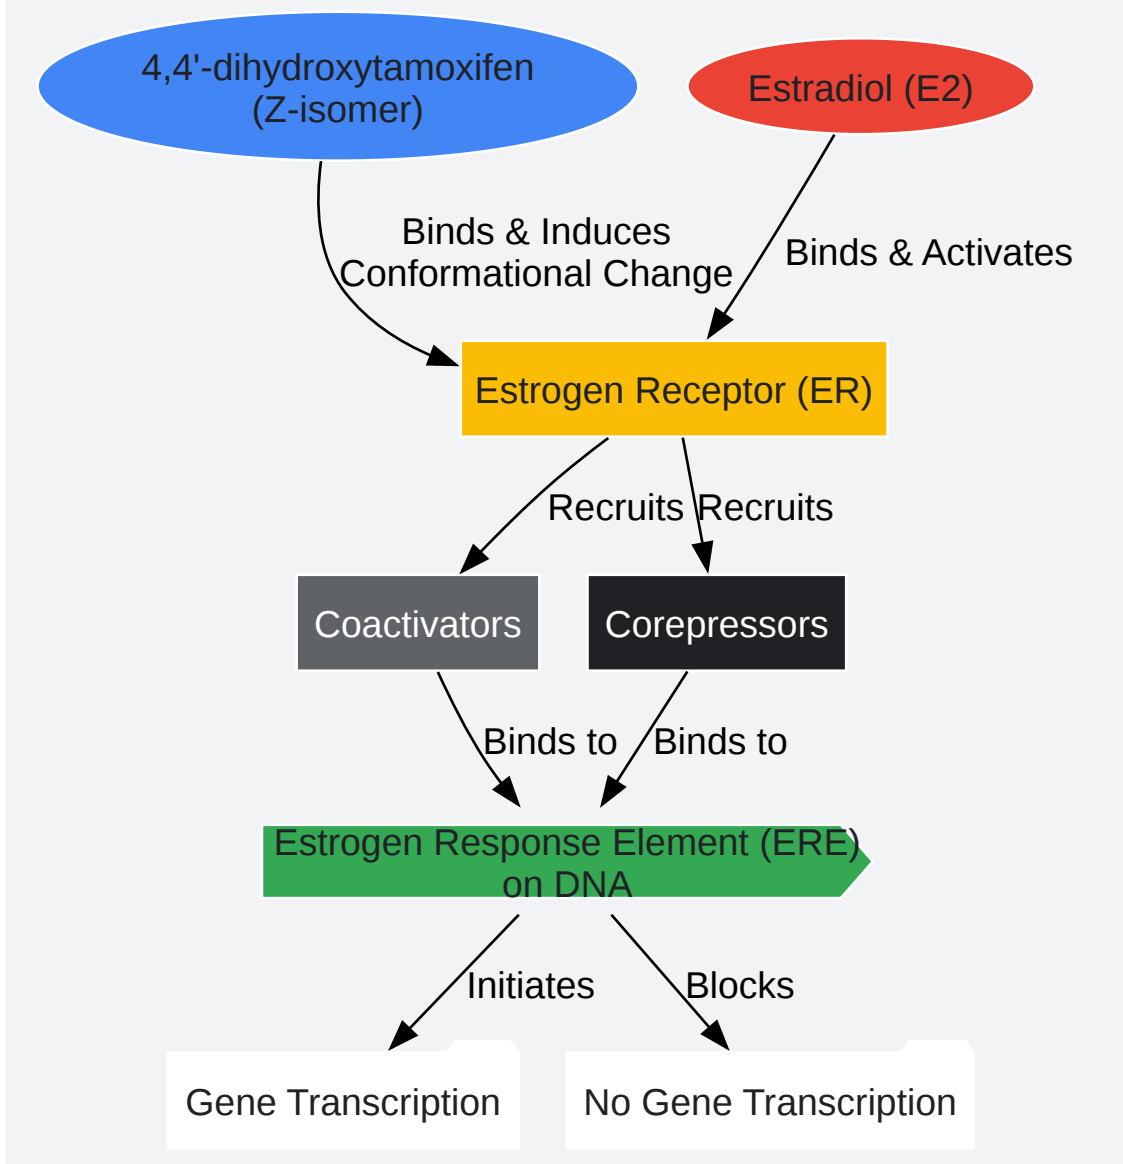 4,4'-dihydroxytamoxifen
(Z-isomer)
Estradiol (E2)
Binds & Induces
Conformational Change
Binds & Activates
Estrogen Receptor (ER)
Recruits
Recruits
Coactivators
Corepressors
Binds to
Binds to
Estrogen Response Element (ERE)
on DNA
Initiates
Blocks
Gene Transcription
No Gene Transcription